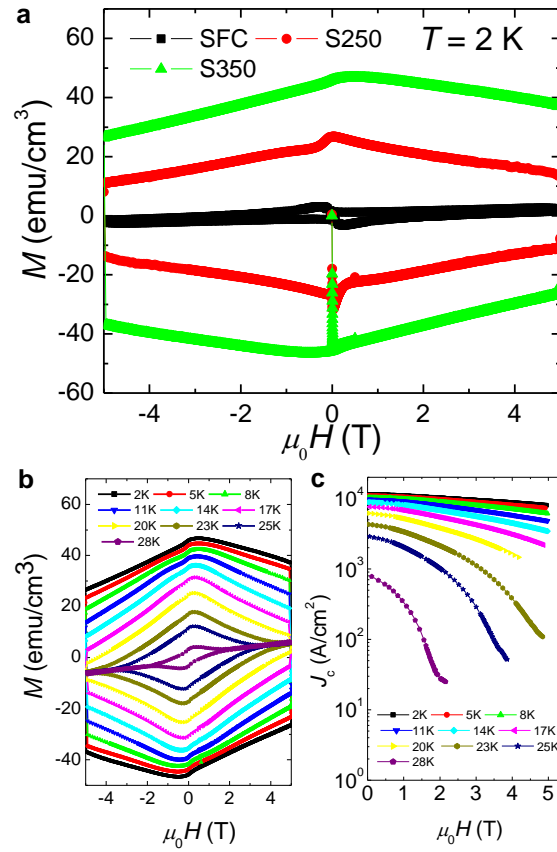 a
60
40
20
0
-20
-40
-60
M (emu/cm³)
SFC S250
S350
T = 2 K
-4 -2 0 2 4
μ₀H (T)
b
60
40
20
0
-20
-40
M (emu/cm³)
2K 5K 8K
11K 14K 17K
20K 23K 25K
28K
-4 -2 0 2 4
μ₀H (T)
c
10⁴
10³
10²
10¹
10⁰
J_c (A/cm²)
2K 5K 8K
11K 14K 17K
20K 23K 25K
28K
0 1 2 3 4 5
μ₀H (T)